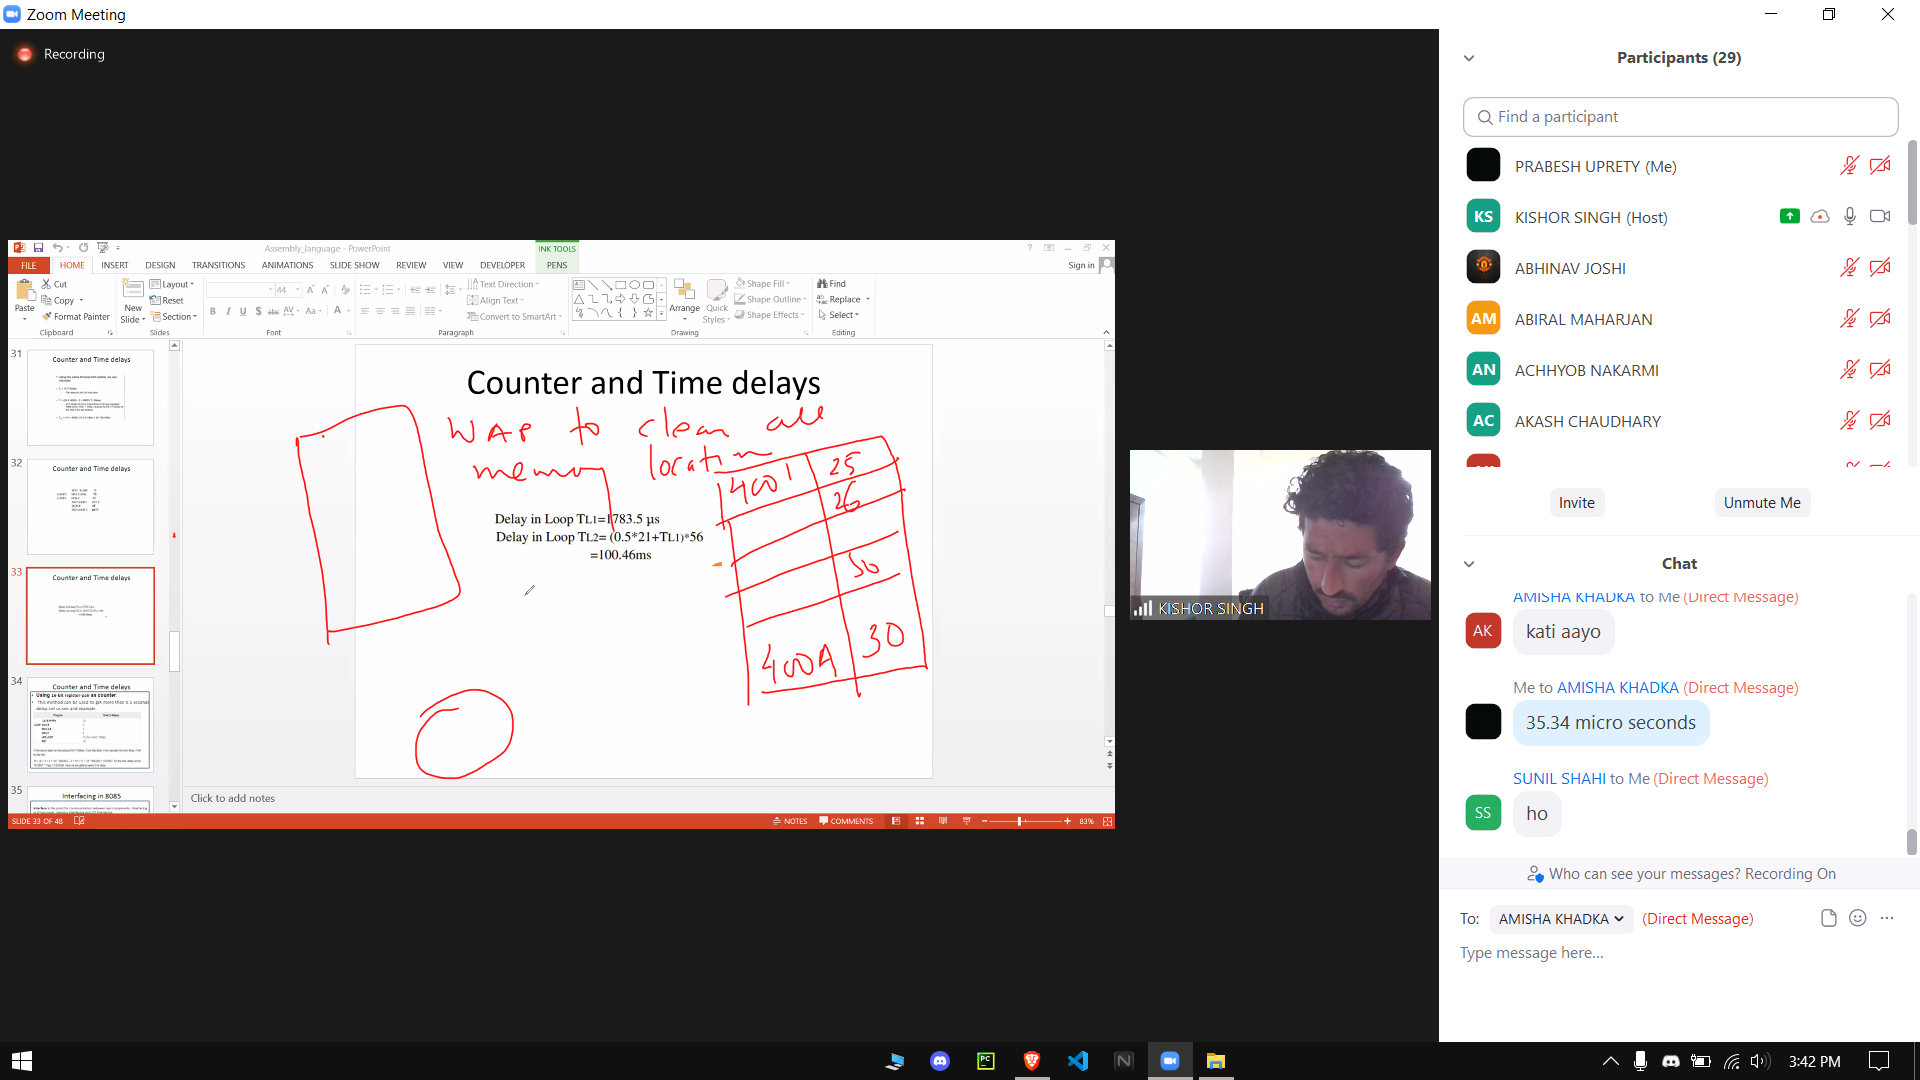 Zoom Meeting
Recording
Participants (29)
Find a participant
PRABESH UPRETY (Me)
KS KISHOR SINGH (Host)
ABHINAV JOSHI
AM ABIRAL MAHARJAN
AN ACHHYOB NAKARMI
AC AKASH CHAUDHARY
Invite Unmute Me
Chat
AMISHA KHADKA to Me (Direct Message)
AK kati aayo
Me to AMISHA KHADKA (Direct Message)
35.34 micro seconds
SUNIL SHAHI to Me (Direct Message)
SS ho
Who can see your messages? Recording On
To: AMISHA KHADKA (Direct Message)
Type message here...
Assembly_language - PowerPoint
INK TOOLS
FILE HOME INSERT DESIGN TRANSITIONS ANIMATIONS SLIDE SHOW REVIEW VIEW DEVELOPER PENS
Sign in
Paste Cut Copy Format Painter
Clipboard
New Slide Layout Reset Section
Slides
44
Font
Text Direction
Align Text
Convert to SmartArt
Paragraph
Arrange Quick Styles
Shape Fill
Shape Outline
Shape Effects
Drawing
Find
Replace
Select
Editing
31 Counter and Time delays
32 Counter and Time delays
33 Counter and Time delays
34 Counter and Time delays
35 Interfacing in 8085
Counter and Time delays
WAP to clean all
memory location
4001 25
26
Delay in Loop TL1=1783.5 µs
Delay in Loop TL2= (0.5*21+TL1)*56
=100.46ms
50
400A 30
Click to add notes
SLIDE 33 OF 48
NOTES COMMENTS 83%
KISHOR SINGH
3:42 PM